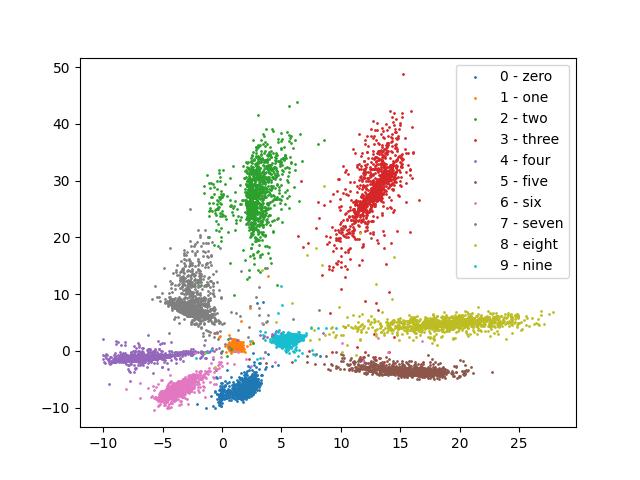 50
40
30
20
10
0
−10
−10
−5
0
5
10
15
20
25
0 - zero
1 - one
2 - two
3 - three
4 - four
5 - five
6 - six
7 - seven
8 - eight
9 - nine